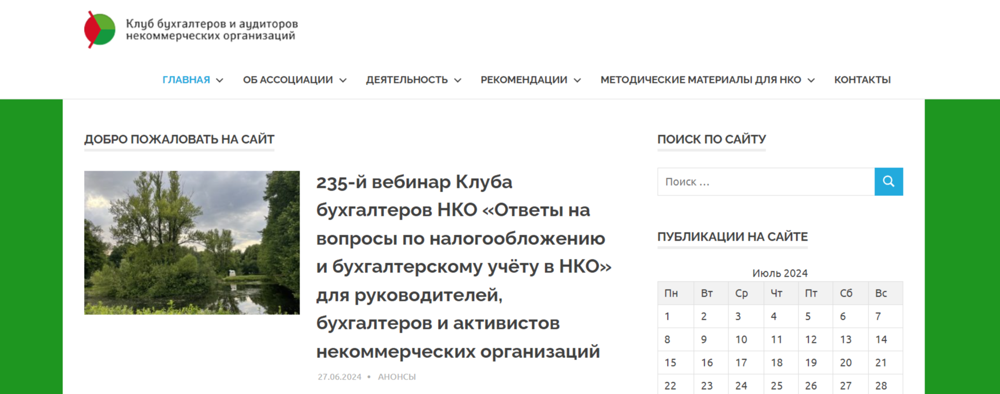 Клуб бухгалтеров и аудиторов
некоммерческих организаций
ГЛАВНАЯ ОБ АССОЦИАЦИИ ДЕЯТЕЛЬНОСТЬ РЕКОМЕНДАЦИИ МЕТОДИЧЕСКИЕ МАТЕРИАЛЫ ДЛЯ НКО КОНТАКТЫ
ДОБРО ПОЖАЛОВАТЬ НА САЙТ
235-й вебинар Клуба
бухгалтеров НКО «Ответы на
вопросы по налогообложению
и бухгалтерскому учёту в НКО»
для руководителей,
бухгалтеров и активистов
некоммерческих организаций
27.06.2024 • АНОНСЫ
ПОИСК ПО САЙТУ
Поиск …
ПУБЛИКАЦИИ НА САЙТЕ
Июль 2024
Пн Вт Ср Чт Пт Сб Вс
1 2 3 4 5 6 7
8 9 10 11 12 13 14
15 16 17 18 19 20 21
22 23 24 25 26 27 28